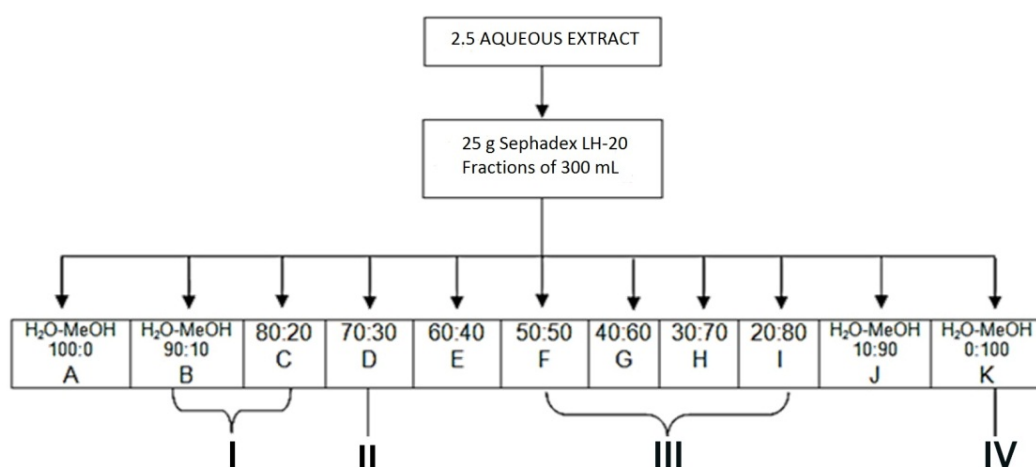 2.5 AQUEOUS EXTRACT
25 g Sephadex LH-20
Fractions of 300 mL
H₂O-MeOH
100:0
A
H₂O-MeOH
90:10
B
80:20
C
70:30
D
60:40
E
50:50
F
40:60
G
30:70
H
20:80
I
H₂O-MeOH
10:90
J
H₂O-MeOH
0:100
K
I
II
III
IV